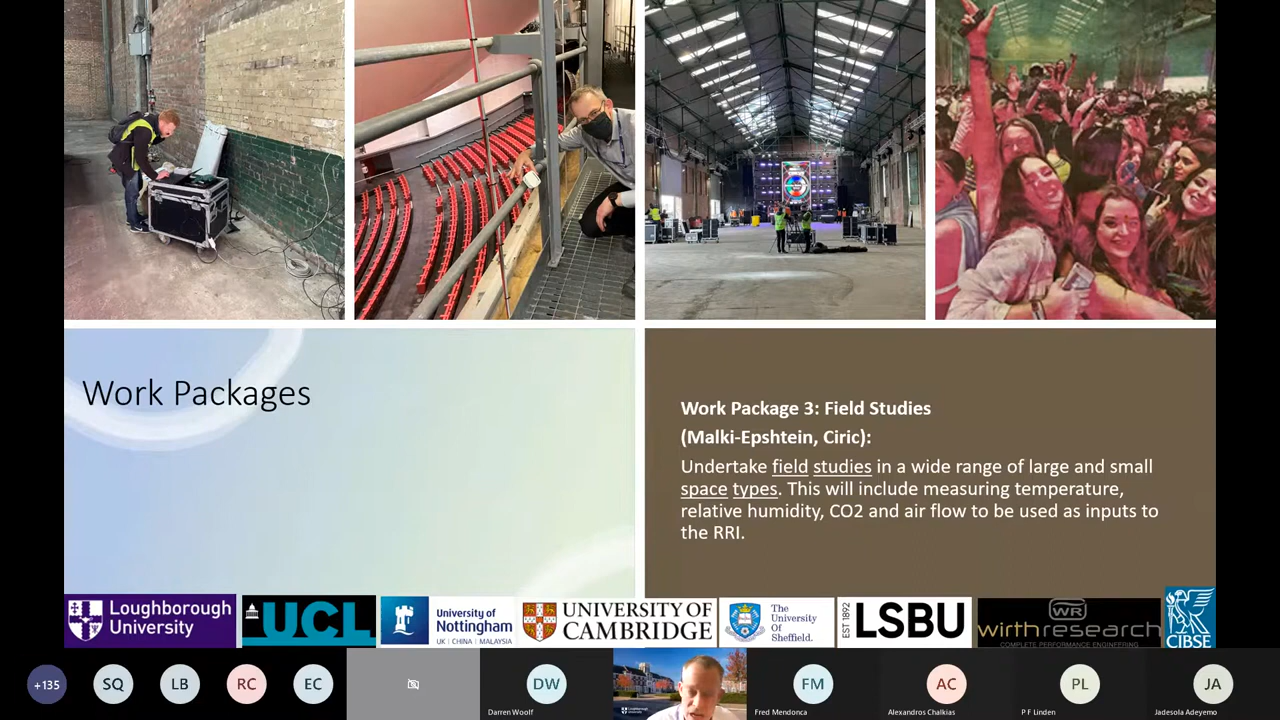 Work Packages
Work Package 3: Field Studies
(Malki-Epshtein, Ciric):
Undertake field studies in a wide range of large and small
space types. This will include measuring temperature,
relative humidity, CO2 and air flow to be used as inputs to
the RRI.
Loughborough
University
UCL
University of
Nottingham
UK | CHINA | MALAYSIA
UNIVERSITY OF
CAMBRIDGE
The
University
Of
Sheffield.
EST 1892
LSBU
WR
wirthresearch
COMPLETE PERFORMANCE ENGINEERING
CIBSE
+135
SQ
LB
RC
EC
DW
Darren Woolf
Loughborough
University
FM
Fred Mendonca
AC
Alexandros Chalkias
PL
P F Linden
JA
Jadesola Adeyemo